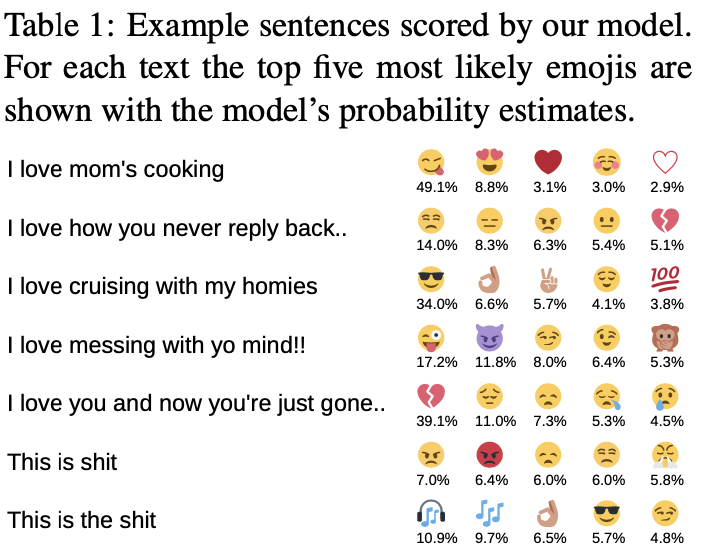 Table 1: Example sentences scored by our model.
For each text the top five most likely emojis are
shown with the model's probability estimates.
I love mom's cooking
49.1% 8.8% 3.1% 3.0% 2.9%
I love how you never reply back..
14.0% 8.3% 6.3% 5.4% 5.1%
I love cruising with my homies
34.0% 6.6% 5.7% 4.1% 3.8%
I love messing with yo mind!!
17.2% 11.8% 8.0% 6.4% 5.3%
I love you and now you're just gone..
39.1% 11.0% 7.3% 5.3% 4.5%
This is shit
7.0% 6.4% 6.0% 6.0% 5.8%
This is the shit
10.9% 9.7% 6.5% 5.7% 4.8%